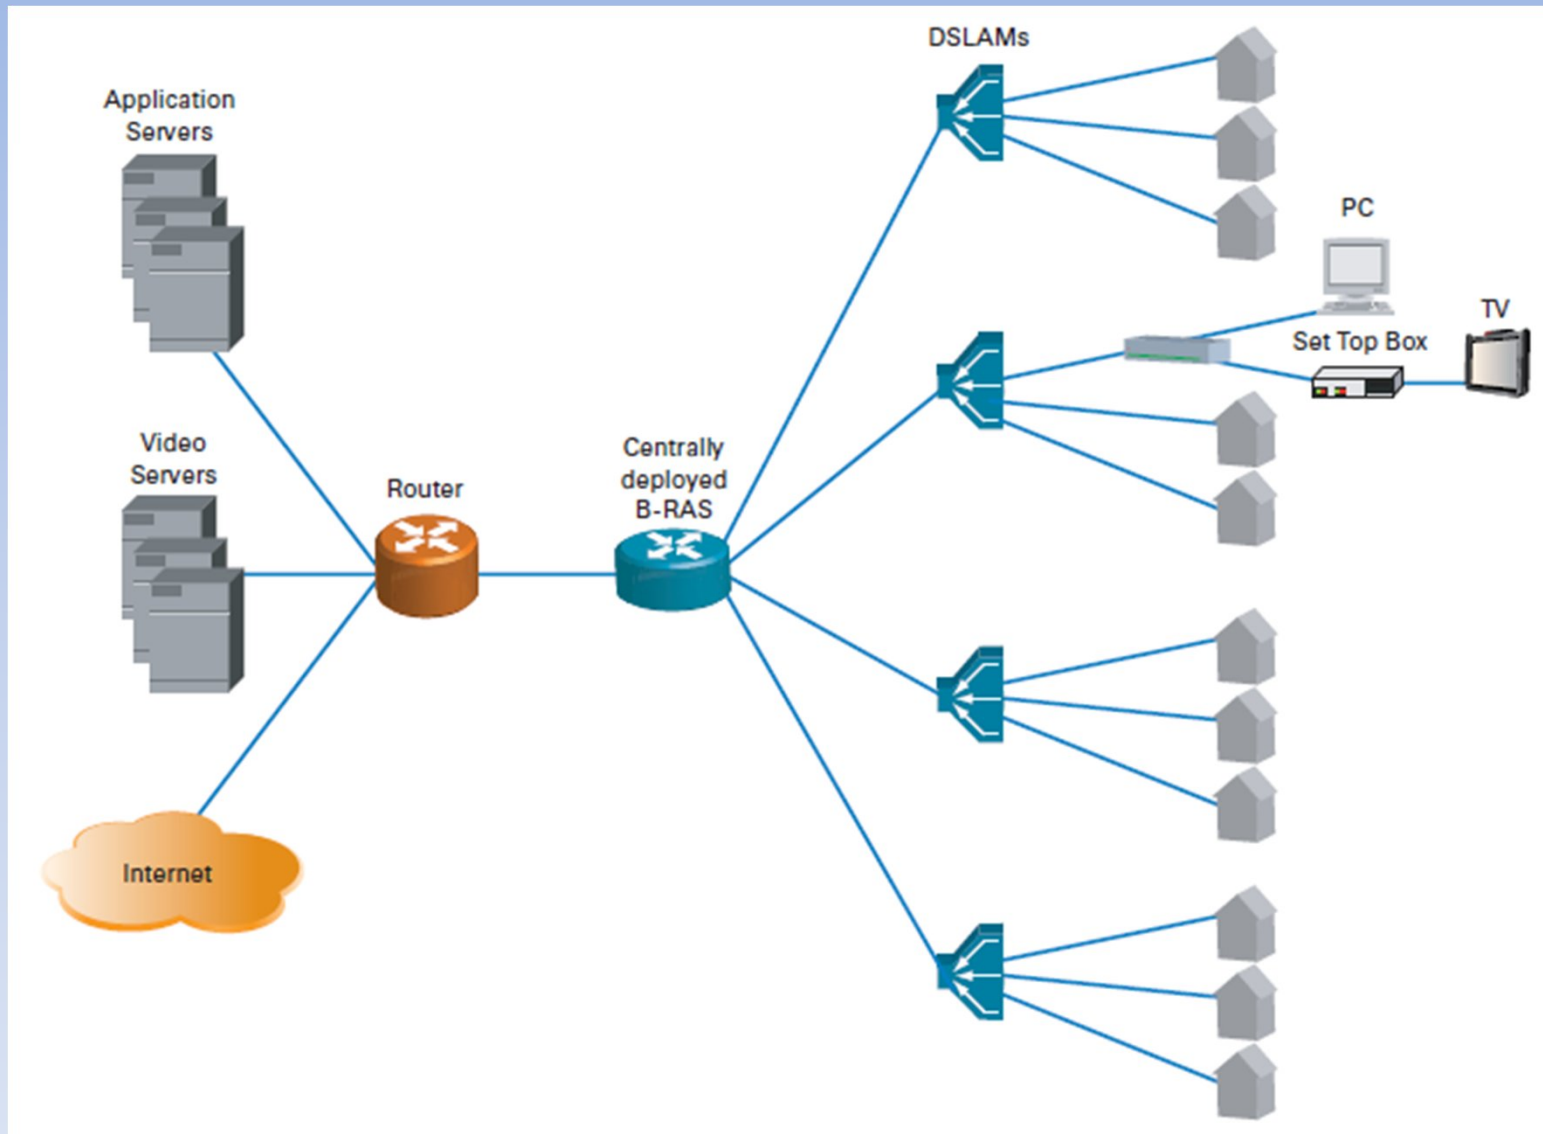 DSLAMs
Application
Servers
PC
TV
Set Top Box
Video
Servers
Centrally
deployed
B-RAS
Router
Internet